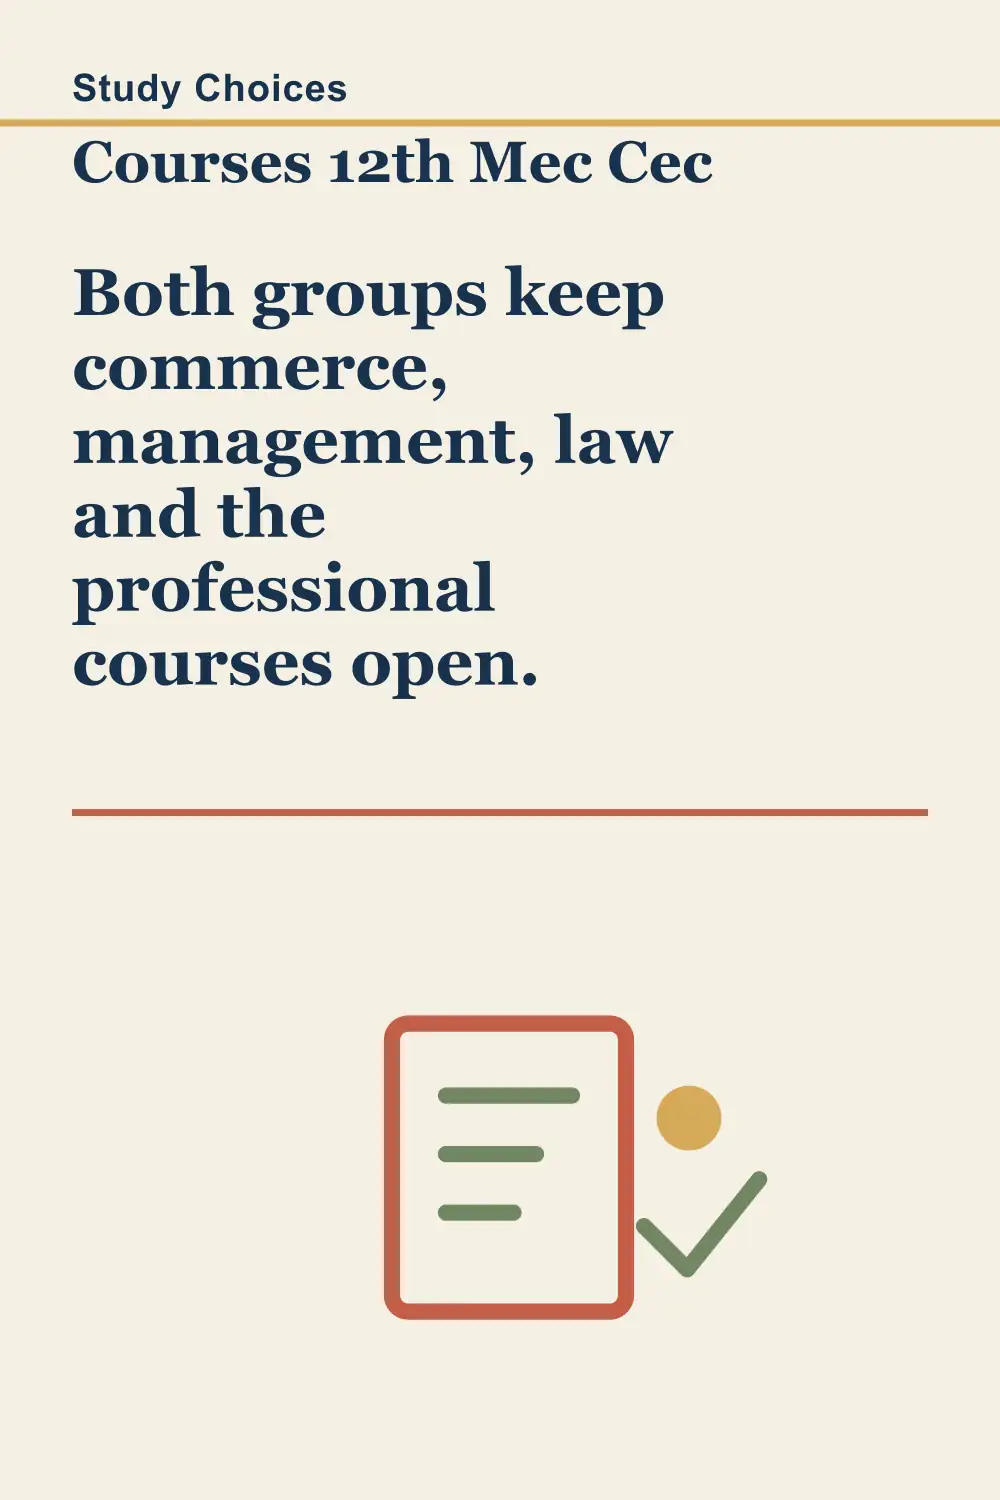 Study Choices
Courses 12th Mec Cec
Both groups keep
commerce,
management, law
and the
professional
courses open.